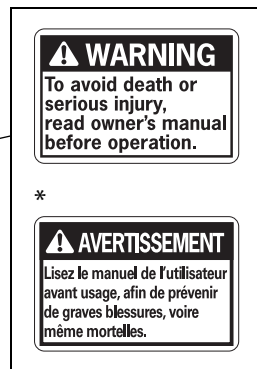 WARNING
To avoid death or
serious injury,
read owner's manual
before operation.
*
AVERTISSEMENT
Lisez le manuel de l'utilisateur
avant usage, afin de prévenir
de graves blessures, voire
même mortelles.